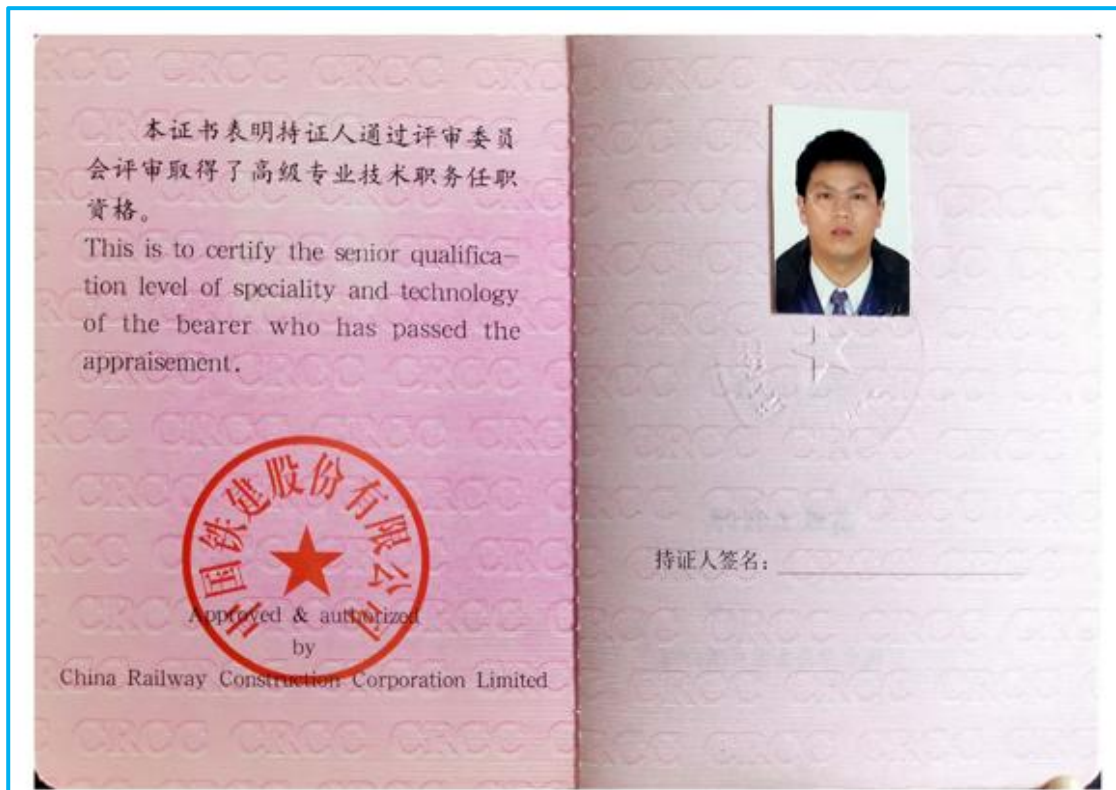 本证书表明持证人通过评审委员
会评审取得了高级专业技术职务任职
资格。
This is to certify the senior qualifica-
tion level of speciality and technology
of the bearer who has passed the
appraisement.
中国铁建股份有限公司
Approved & authorized
by
China Railway Construction Corporation Limited
持证人签名：
CRCC